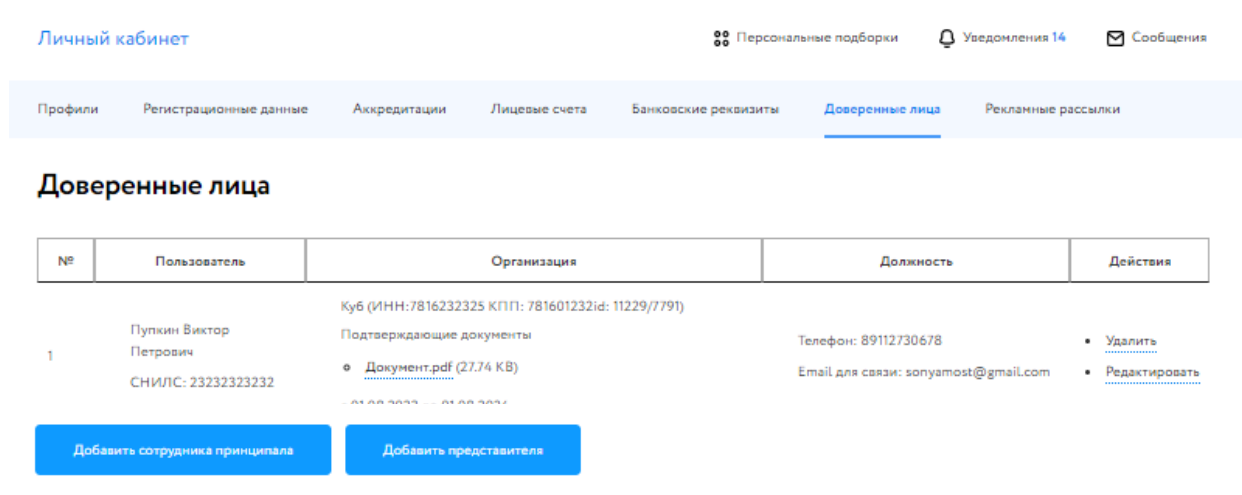 Личный кабинет
Персональные подборки
Уведомления 14
Сообщения
Профили
Регистрационные данные
Аккредитации
Лицевые счета
Банковские реквизиты
Доверенные лица
Рекламные рассылки
Доверенные лица
№
Пользователь
Организация
Должность
Действия
1
Пупкин Виктор
Петрович
СНИЛС: 23232323232
Куб (ИНН:7816232325 КПП: 781601232id: 11229/7791)
Подтверждающие документы
Документ.pdf (27.74 KB)
Телефон: 89112730678
Email для связи: sonyamost@gmail.com
Удалить
Редактировать
Добавить сотрудника принципала
Добавить представителя